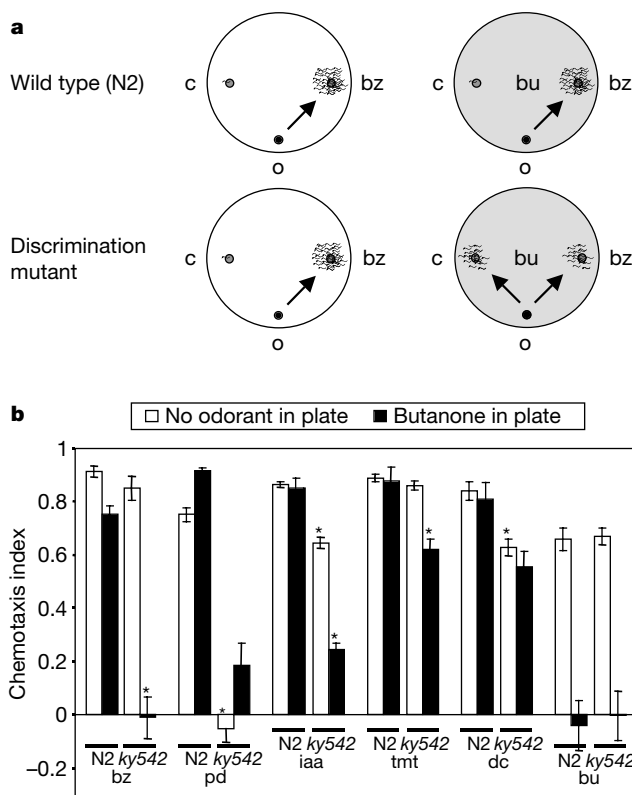 a
Wild type (N2)
c
bz
o
c
bu
bz
o
Discrimination
mutant
c
bz
o
c
bu
bz
o
b
No odorant in plate
Butanone in plate
Chemotaxis index
1
0.8
0.6
0.4
0.2
0
−0.2
*
*
*
*
*
*
N2 ky542
bz
N2 ky542
pd
N2 ky542
iaa
N2 ky542
tmt
N2 ky542
dc
N2 ky542
bu